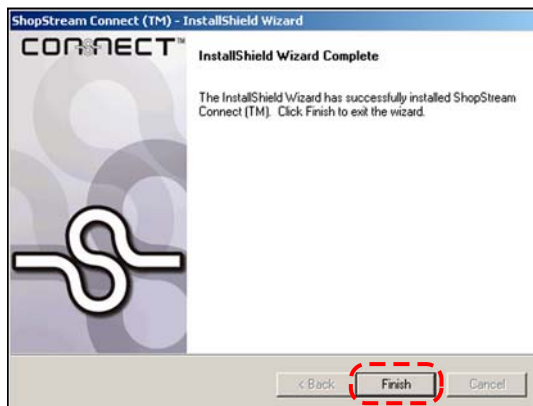 ShopStream Connect (TM) - InstallShield Wizard
CONNECT™
InstallShield Wizard Complete
The InstallShield Wizard has successfully installed ShopStream
Connect (TM). Click Finish to exit the wizard.
< Back Finish Cancel